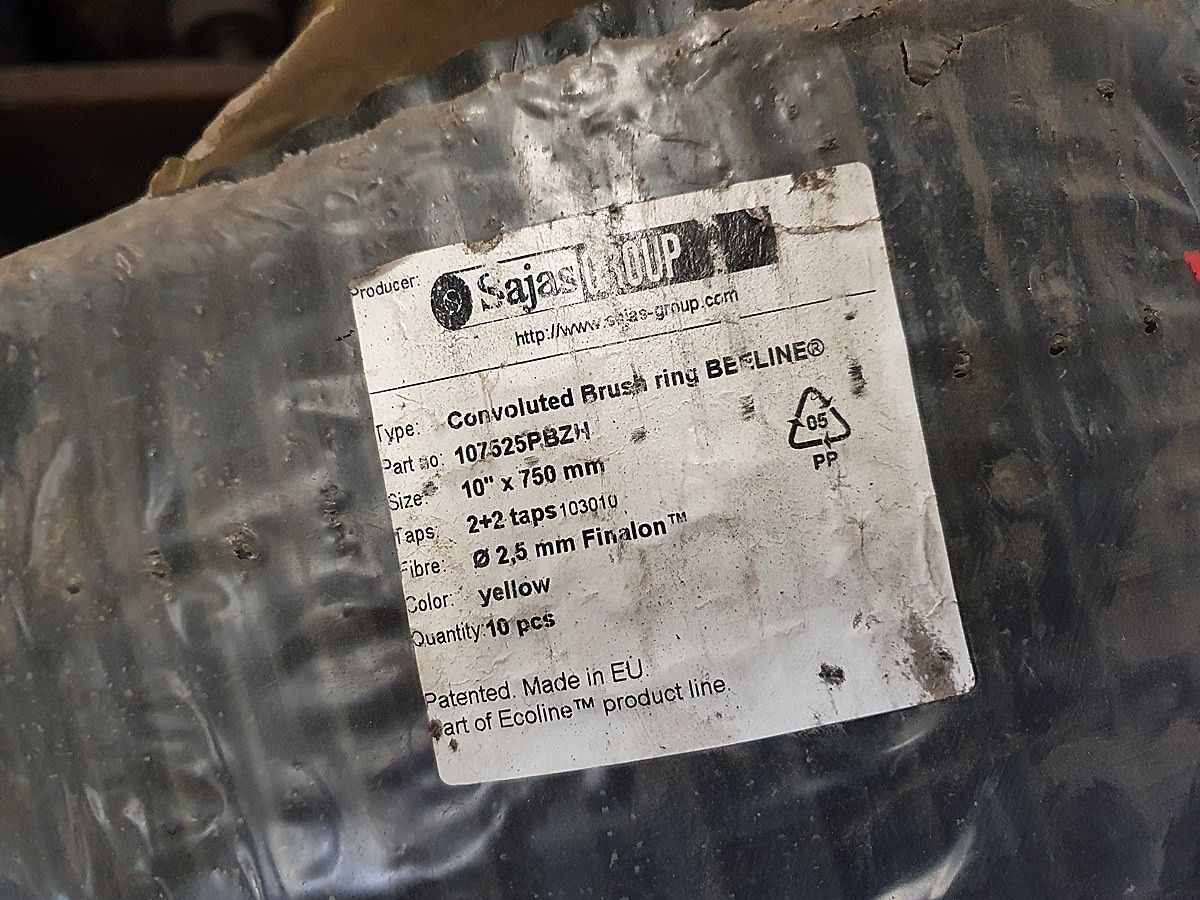 Producer: Sajas GROUP
http://www.sajas-group.com
Type: Convoluted Brush ring BEELINE®
Part no: 107525PBZH
Size: 10" x 750 mm
Taps: 2+2 taps 103010
Fibre: Ø 2,5 mm Finalon™
Color: yellow
Quantity: 10 pcs
05
PP
Patented. Made in EU.
Part of Ecoline™ product line.